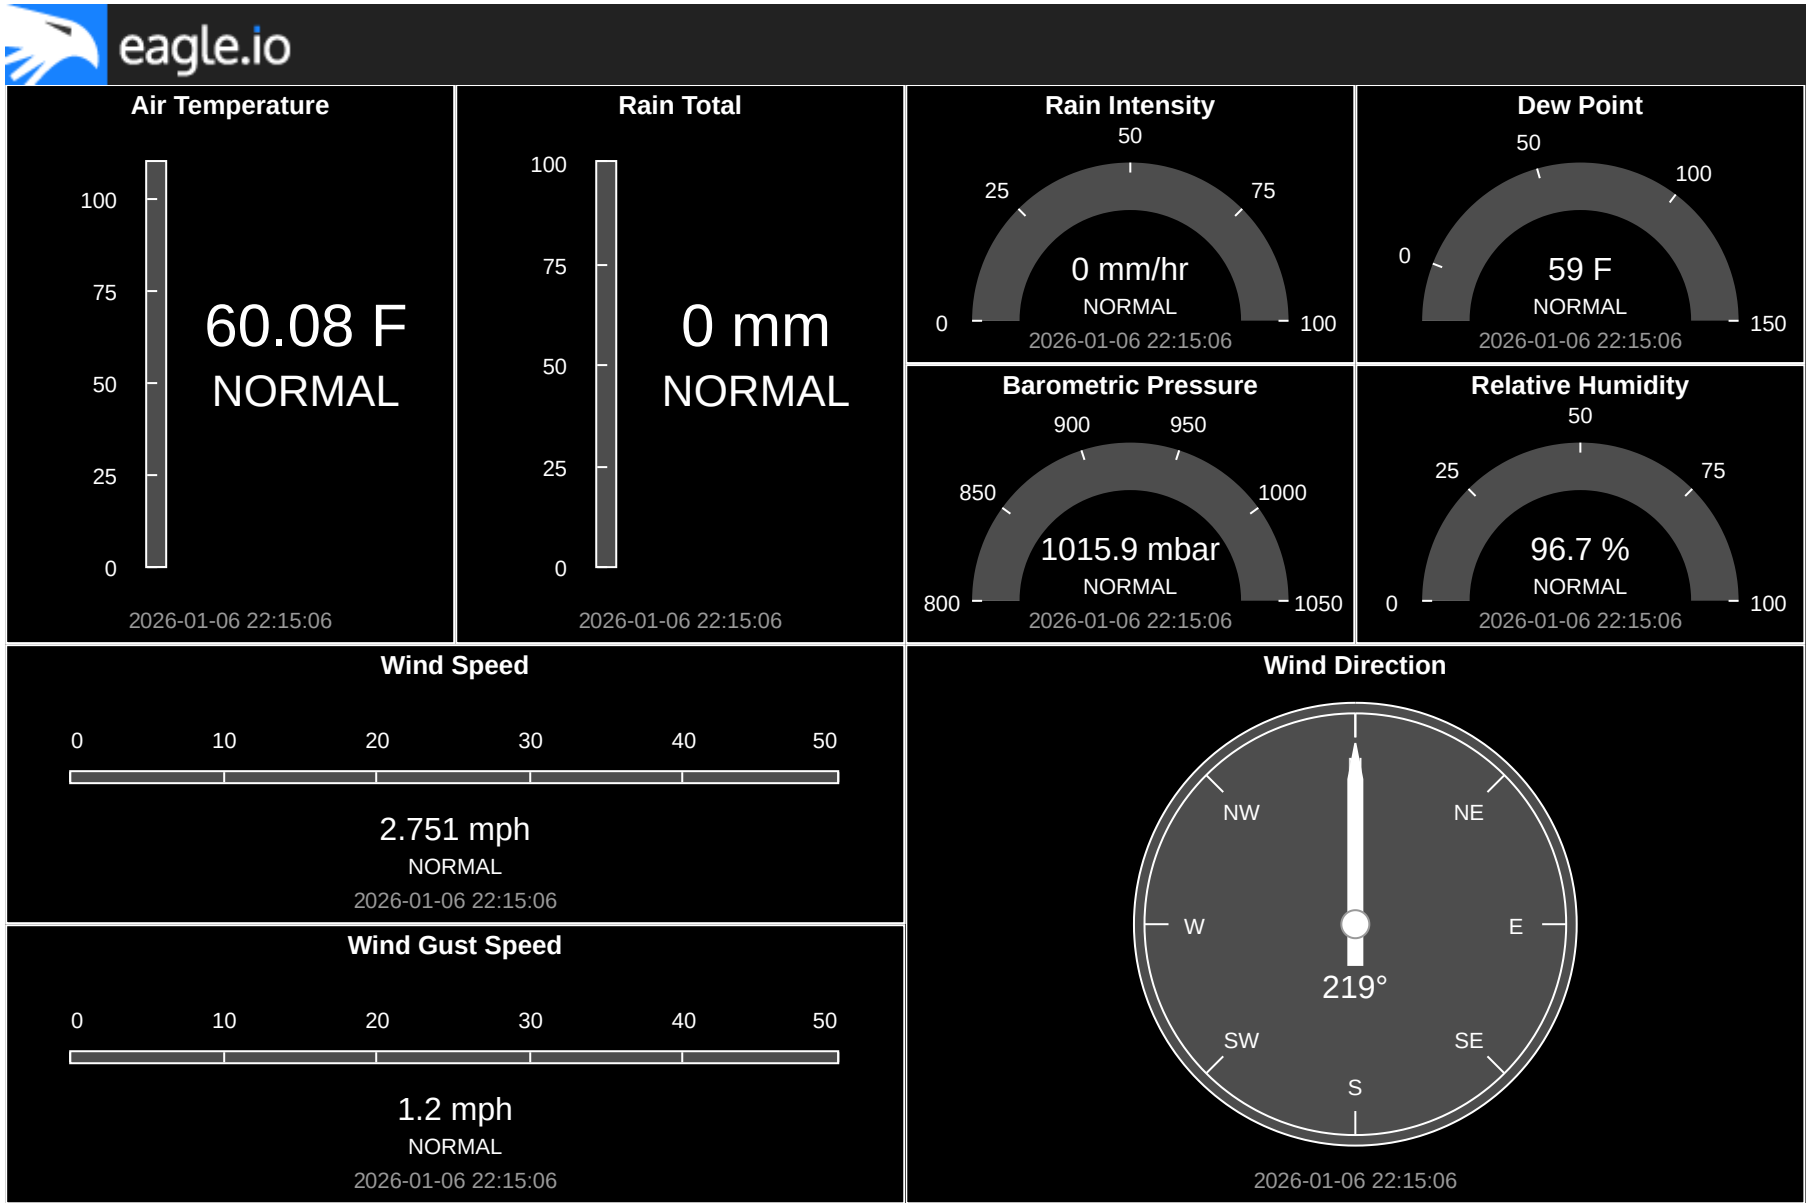 eagle.io
Air Temperature
100
75
50
25
0
60.08 F
NORMAL
2026-01-06 22:15:06
Rain Total
100
75
50
25
0
0 mm
NORMAL
2026-01-06 22:15:06
Rain Intensity
0
25
50
75
100
0 mm/hr
NORMAL
2026-01-06 22:15:06
Dew Point
0
50
100
150
59 F
NORMAL
2026-01-06 22:15:06
Barometric Pressure
800
850
900
950
1000
1050
1015.9 mbar
NORMAL
2026-01-06 22:15:06
Relative Humidity
0
25
50
75
100
96.7 %
NORMAL
2026-01-06 22:15:06
Wind Speed
0 10 20 30 40 50
2.751 mph
NORMAL
2026-01-06 22:15:06
Wind Gust Speed
0 10 20 30 40 50
1.2 mph
NORMAL
2026-01-06 22:15:06
Wind Direction
NW NE
W E
219°
SW SE
S
2026-01-06 22:15:06